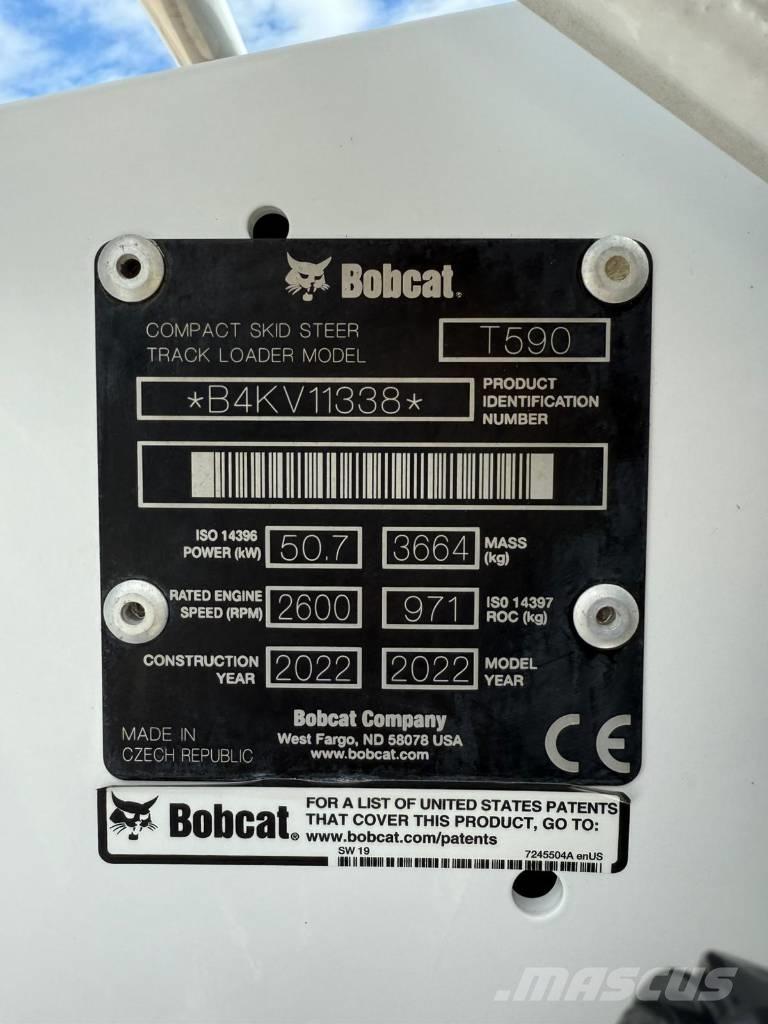 Bobcat®
COMPACT SKID STEER
TRACK LOADER MODEL
T590
*B4KV11338*
PRODUCT
IDENTIFICATION
NUMBER
ISO 14396
POWER (kW)
50.7
3664
MASS
(kg)
RATED ENGINE
SPEED (RPM)
2600
971
ISO 14397
ROC (kg)
CONSTRUCTION
YEAR
2022
2022
MODEL
YEAR
Bobcat Company
West Fargo, ND 58078 USA
www.bobcat.com
MADE IN
CZECH REPUBLIC
CE
Bobcat®
FOR A LIST OF UNITED STATES PATENTS
THAT COVER THIS PRODUCT, GO TO:
www.bobcat.com/patents
SW 19
7245504A enUS
MASCUS